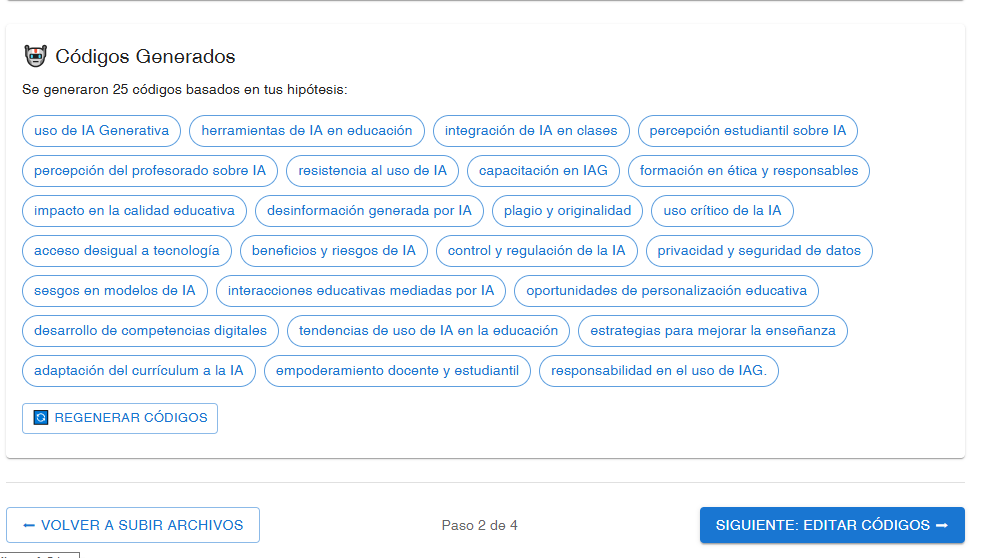 Códigos Generados
Se generaron 25 códigos basados en tus hipótesis:
uso de IA Generativa herramientas de IA en educación integración de IA en clases percepción estudiantil sobre IA
percepción del profesorado sobre IA resistencia al uso de IA capacitación en IAG formación en ética y responsables
impacto en la calidad educativa desinformación generada por IA plagio y originalidad uso crítico de la IA
acceso desigual a tecnología beneficios y riesgos de IA control y regulación de la IA privacidad y seguridad de datos
sesgos en modelos de IA interacciones educativas mediadas por IA oportunidades de personalización educativa
desarrollo de competencias digitales tendencias de uso de IA en la educación estrategias para mejorar la enseñanza
adaptación del currículum a la IA empoderamiento docente y estudiantil responsabilidad en el uso de IAG.
REGENERAR CÓDIGOS
← VOLVER A SUBIR ARCHIVOS Paso 2 de 4 SIGUIENTE: EDITAR CÓDIGOS →